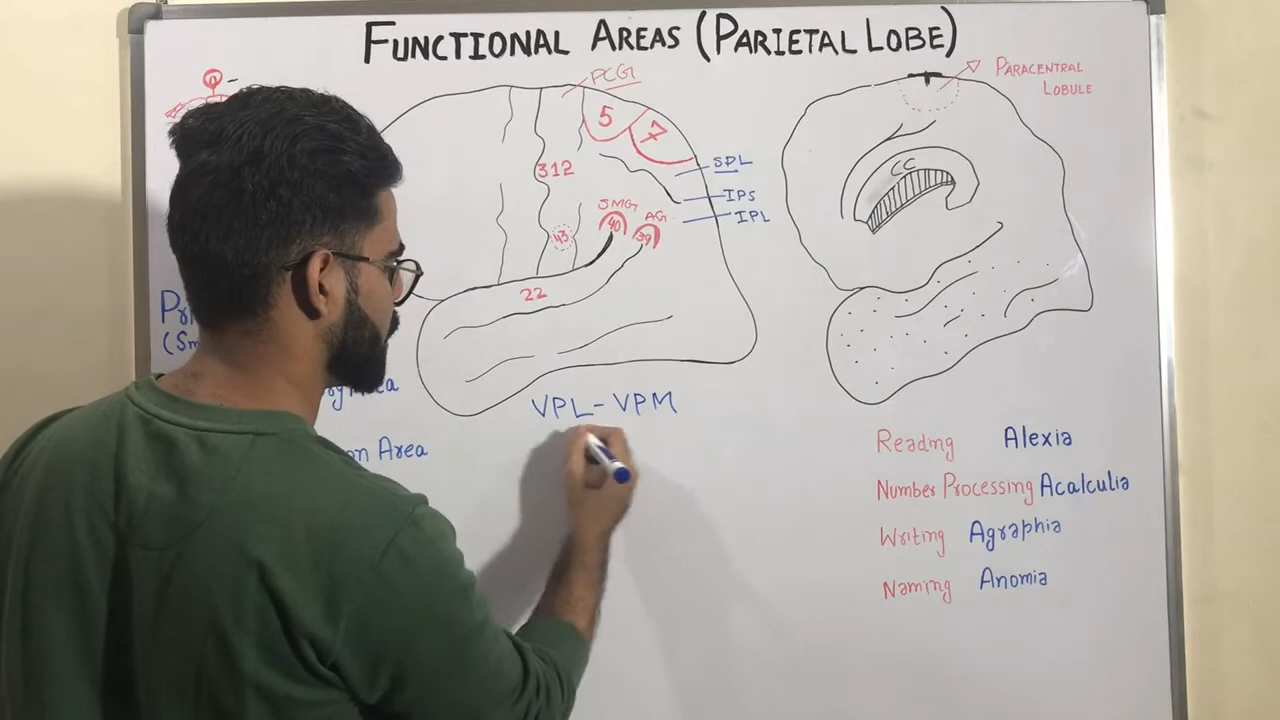 FUNCTIONAL AREAS (PARIETAL LOBE)
PCG
5
7
312
SPL
IPS
IPL
SMG
40
AG
39
43
22
PARACENTRAL
LOBULE
CC
VPL-VPM
Area
Reading Alexia
Number Processing Acalculia
Writing Agraphia
Naming Anomia